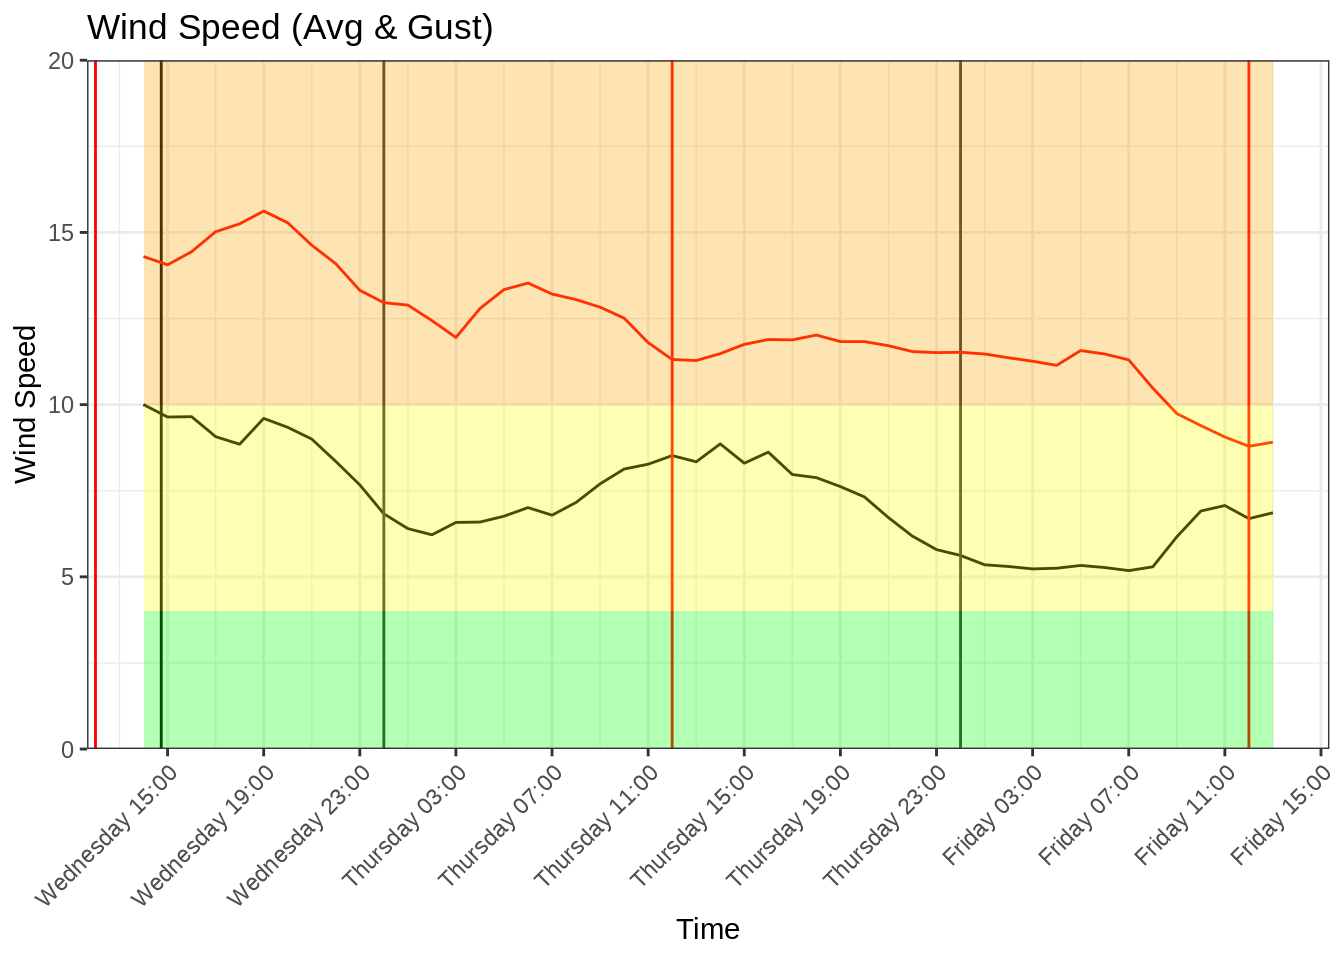 Wind Speed (Avg & Gust)
20
15
10
5
0
Wind Speed
Wednesday 15:00
Wednesday 19:00
Wednesday 23:00
Thursday 03:00
Thursday 07:00
Thursday 11:00
Thursday 15:00
Thursday 19:00
Thursday 23:00
Friday 03:00
Friday 07:00
Friday 11:00
Friday 15:00
Time